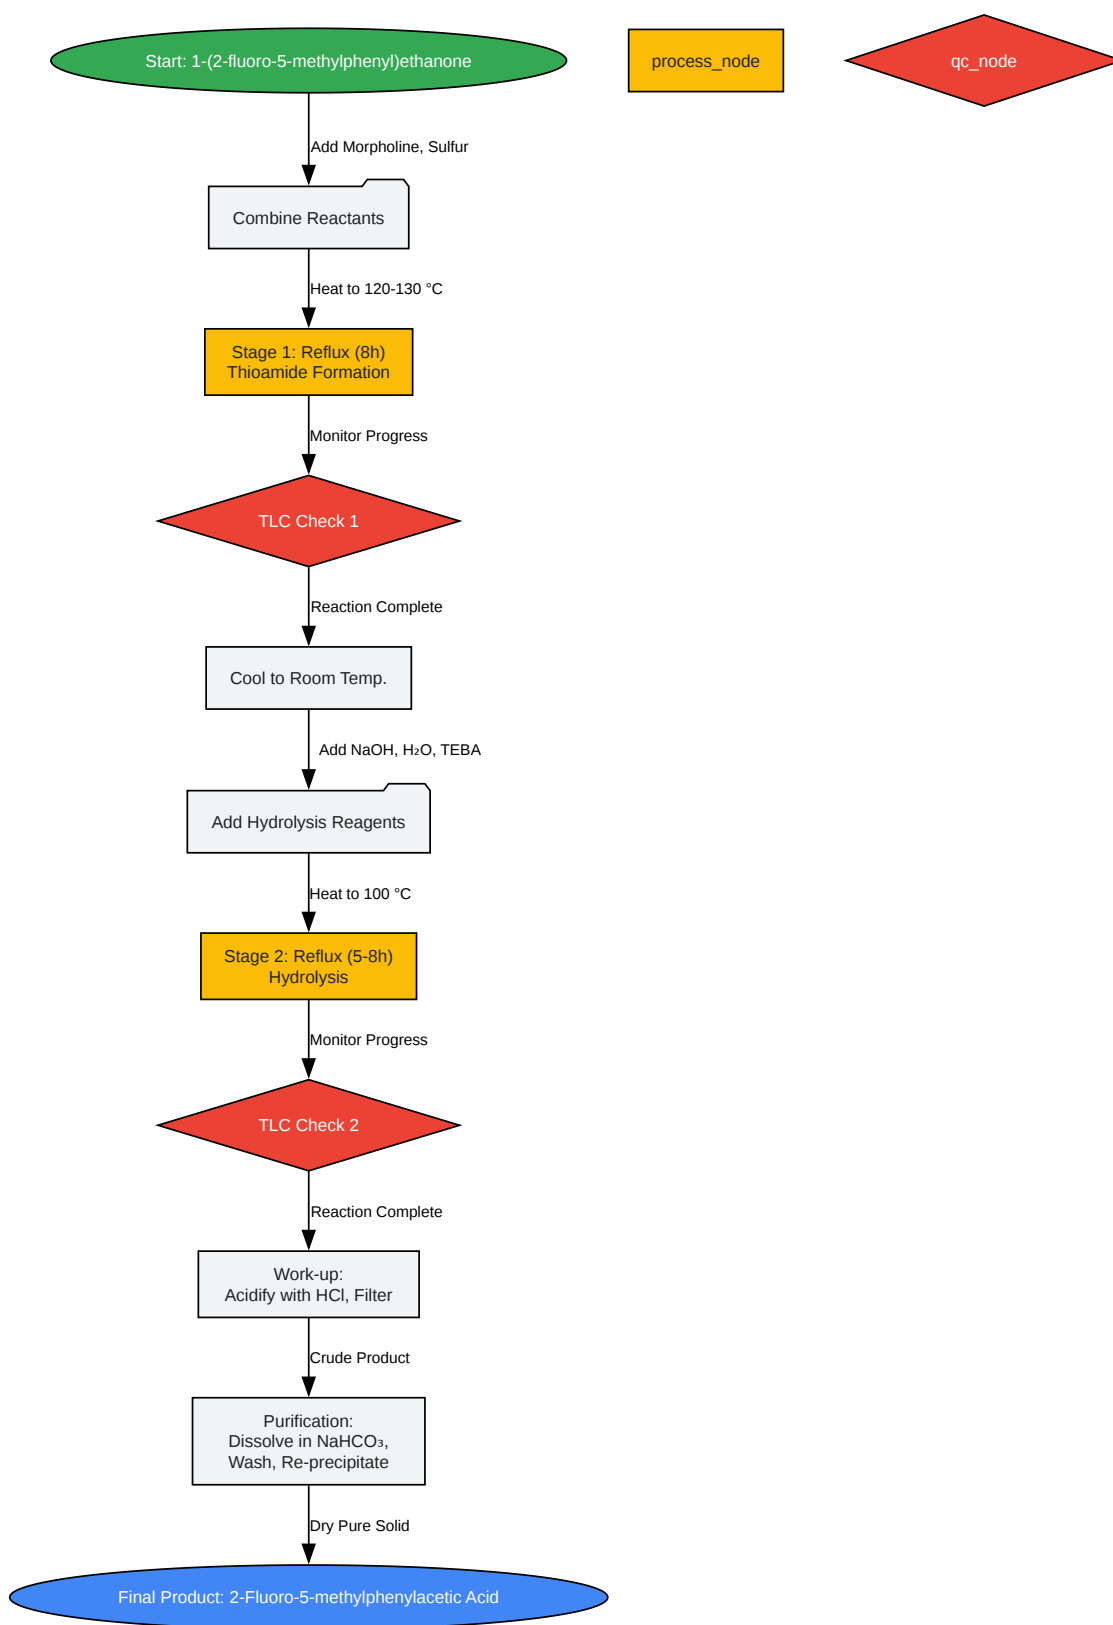 Start: 1-(2-fluoro-5-methylphenyl)ethanone
process_node
qc_node
Add Morpholine, Sulfur
Combine Reactants
Heat to 120-130 °C
Stage 1: Reflux (8h)
Thioamide Formation
Monitor Progress
TLC Check 1
Reaction Complete
Cool to Room Temp.
Add NaOH, H₂O, TEBA
Add Hydrolysis Reagents
Heat to 100 °C
Stage 2: Reflux (5-8h)
Hydrolysis
Monitor Progress
TLC Check 2
Reaction Complete
Work-up:
Acidify with HCl, Filter
Crude Product
Purification:
Dissolve in NaHCO₃,
Wash, Re-precipitate
Dry Pure Solid
Final Product: 2-Fluoro-5-methylphenylacetic Acid